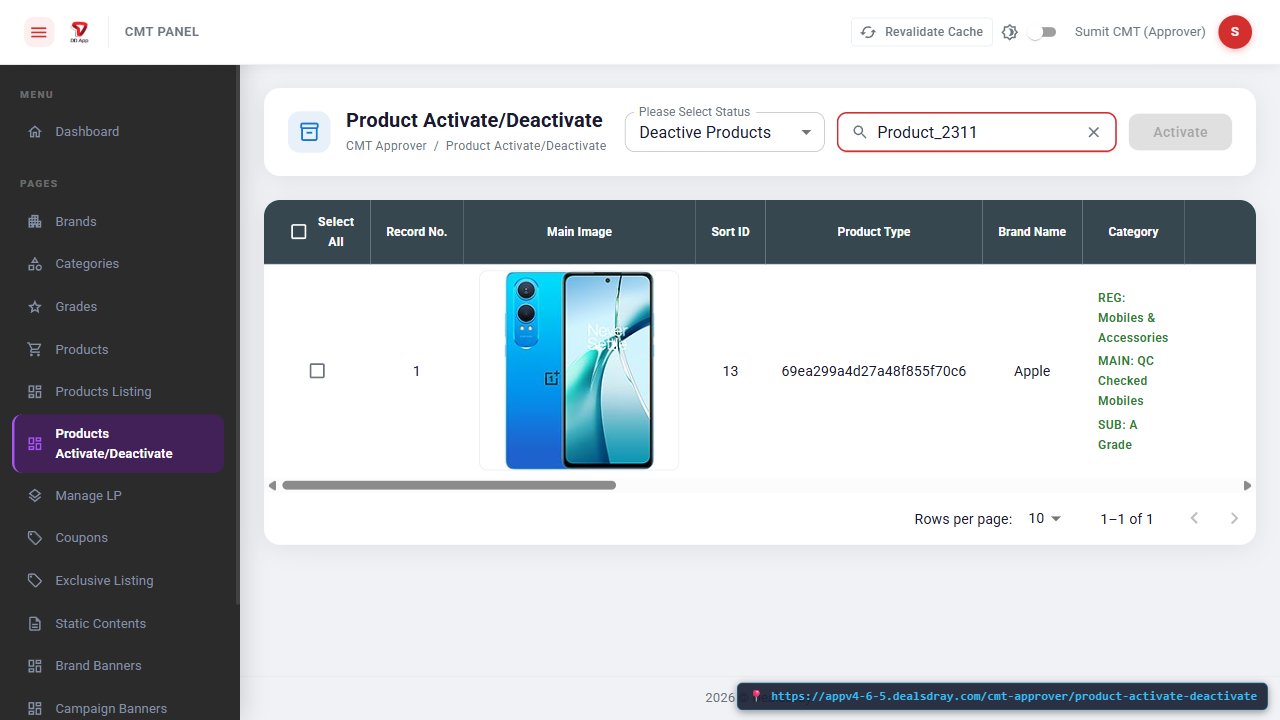 DD App
CMT PANEL
Revalidate Cache
Sumit CMT (Approver)
S
MENU
Dashboard
PAGES
Brands
Categories
Grades
Products
Products Listing
Products
Activate/Deactivate
Manage LP
Coupons
Exclusive Listing
Static Contents
Brand Banners
Campaign Banners
Product Activate/Deactivate
CMT Approver / Product Activate/Deactivate
Please Select Status
Deactive Products
Product_2311
Activate
Select
All
Record No.
Main Image
Sort ID
Product Type
Brand Name
Category
1
Never
Settle
13
69ea299a4d27a48f855f70c6
Apple
REG:
Mobiles &
Accessories
MAIN: QC
Checked
Mobiles
SUB: A
Grade
Rows per page: 10
1–1 of 1
2026
https://appv4-6-5.dealsdray.com/cmt-approver/product-activate-deactivate